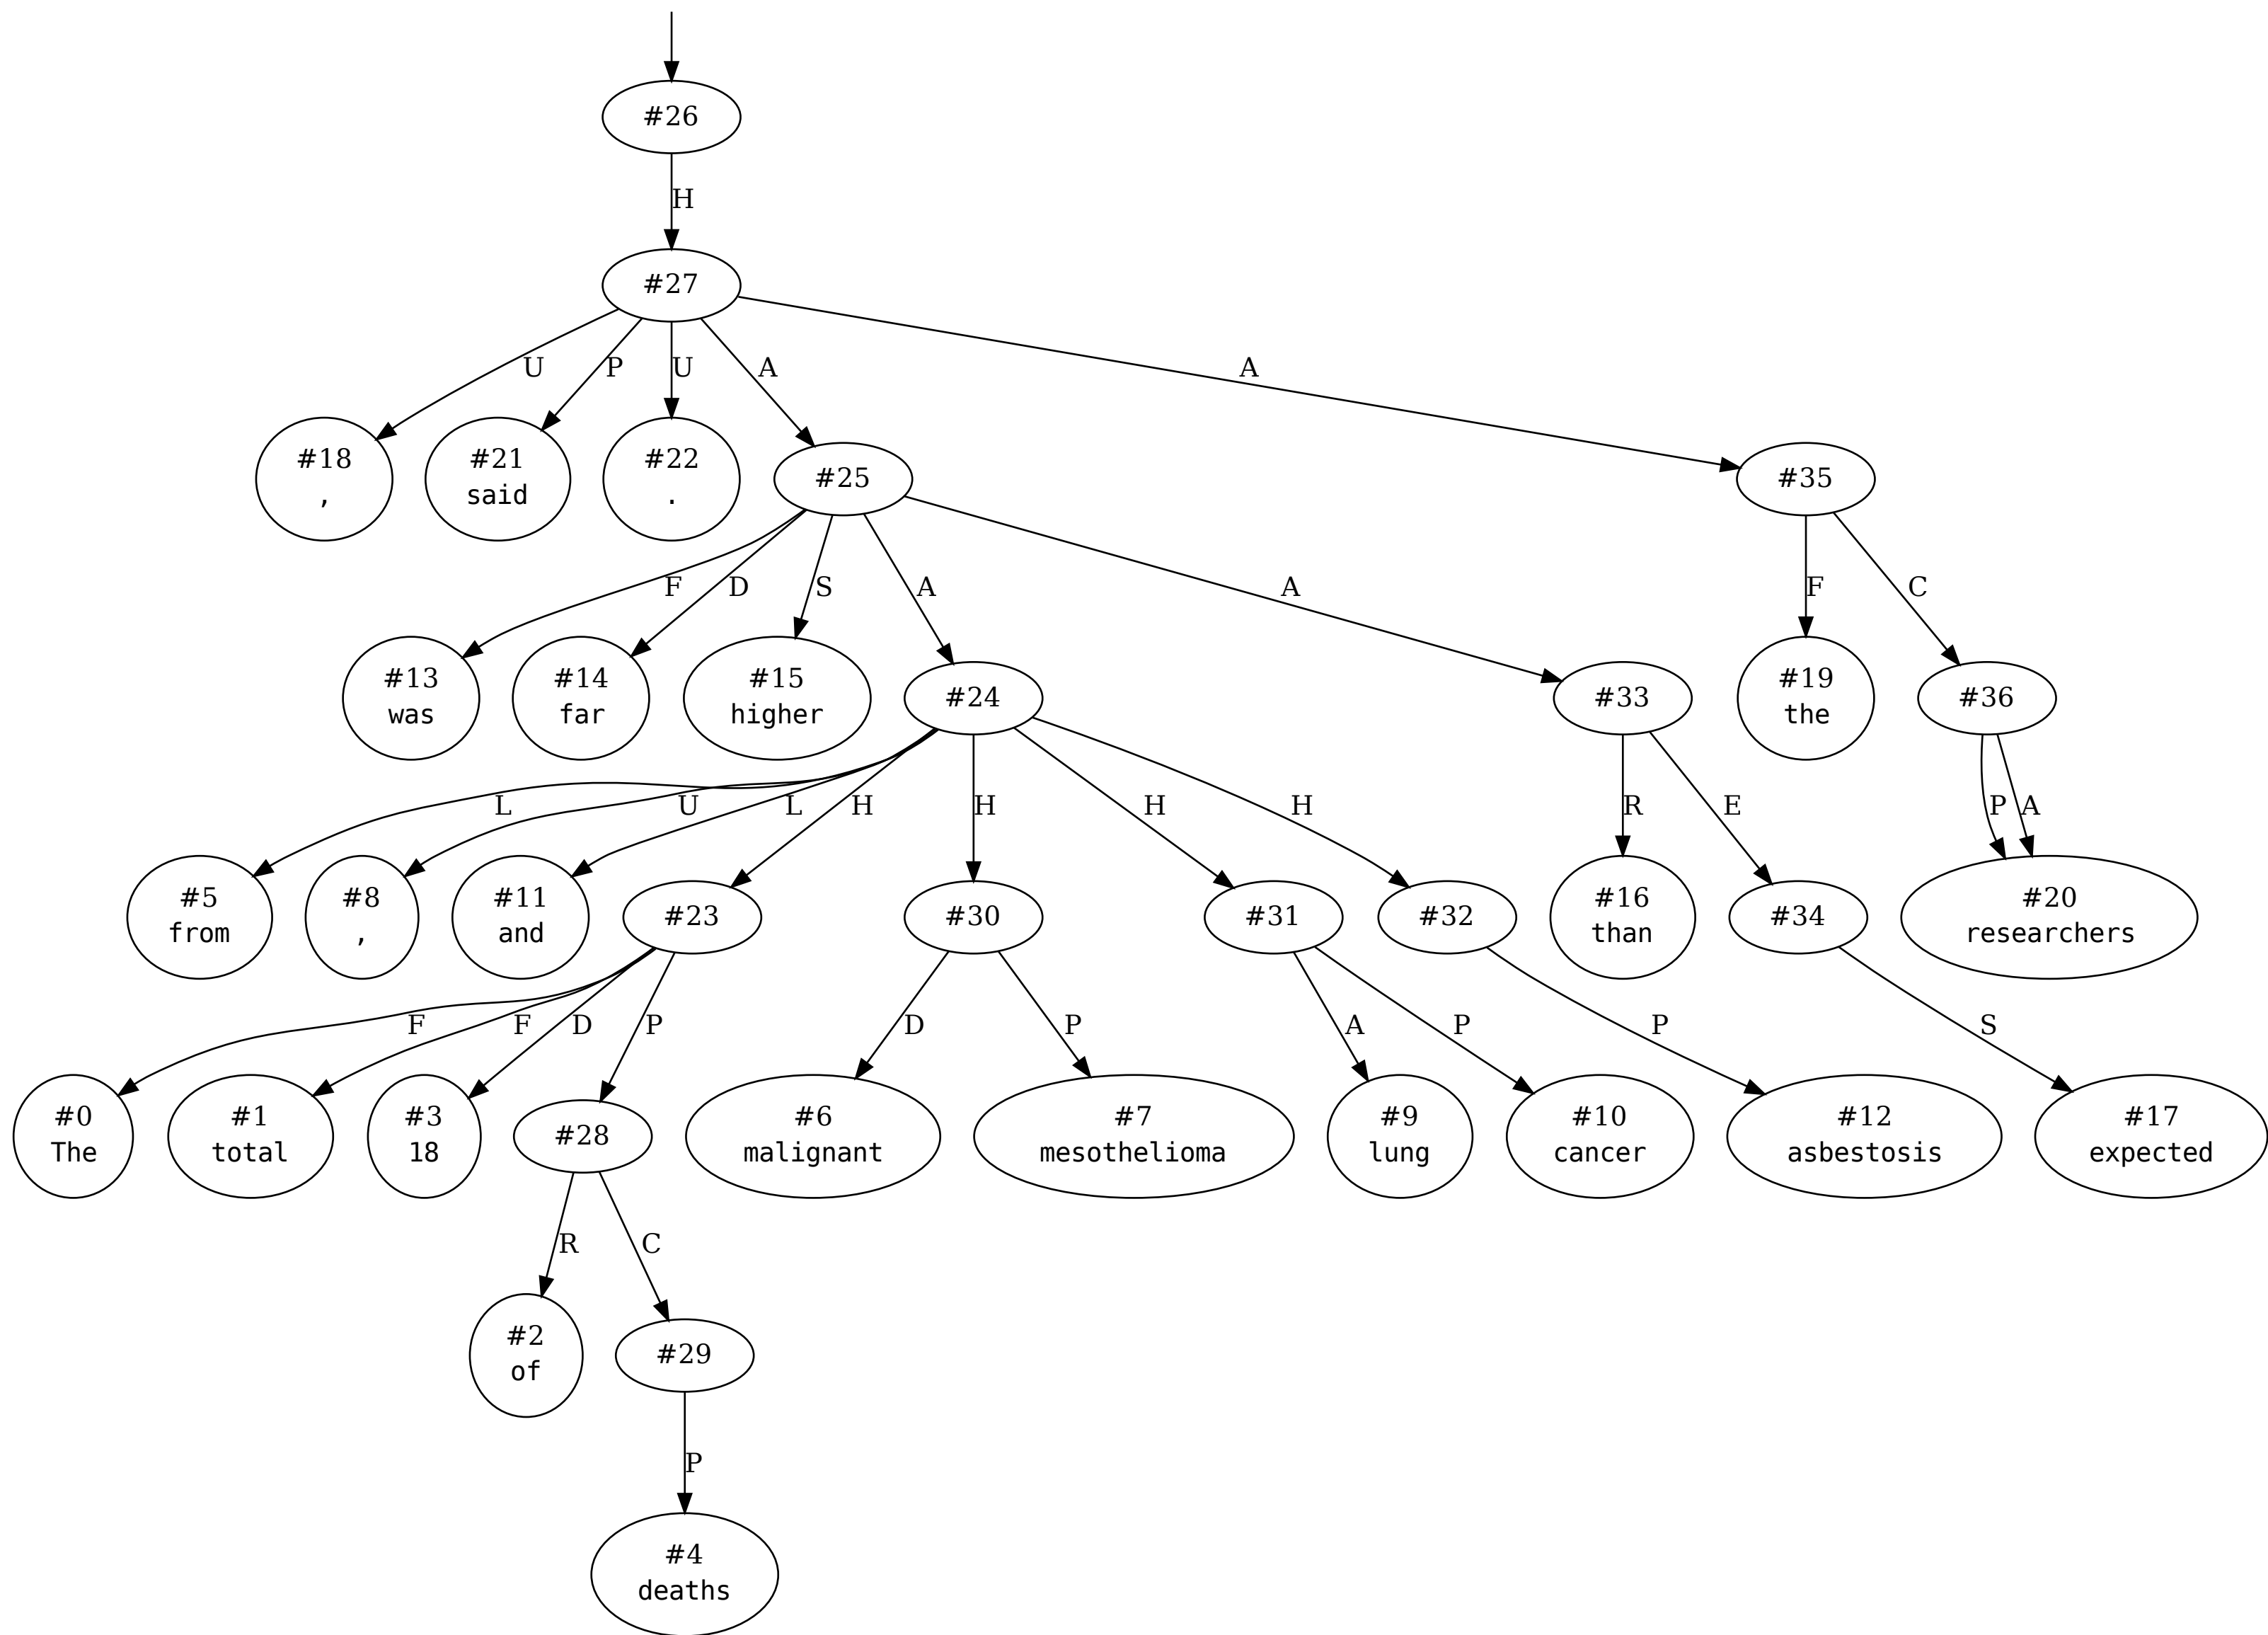 #26
H
#27
U P U A A
#18
,
#21
said
#22
.
#25
#35
F D S A A F C
#13
was
#14
far
#15
higher
#24
#33
#19
the
#36
L U L H H H H R E P A
#5
from
#8
,
#11
and
#23
#30
#31
#32
#16
than
#34
#20
researchers
F F D P D P A P P S
#0
The
#1
total
#3
18
#28
#6
malignant
#7
mesothelioma
#9
lung
#10
cancer
#12
asbestosis
#17
expected
R C
#2
of
#29
P
#4
deaths